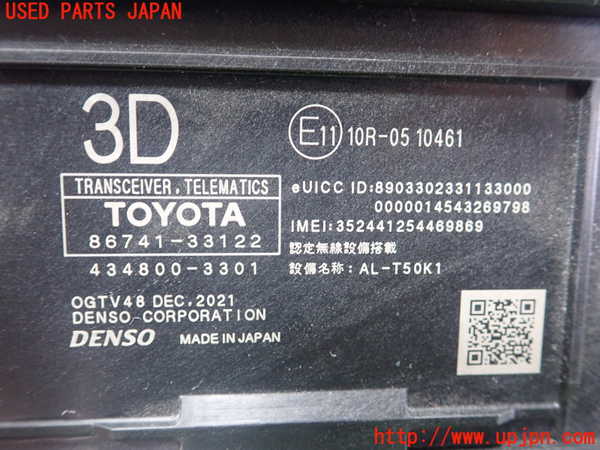 USED PARTS JAPAN
3D
E11 10R-05 10461
TRANSCEIVER, TELEMATICS
TOYOTA
86741-33122
434800-3301
eUICC ID:8903302331133000
0000014543269798
IMEI:352441254469869
認定無線設備搭載
設備名称: AL-T50K1
OGTV48 DEC.2021
DENSO CORPORATION
DENSO MADE IN JAPAN
http://www.upjpn.com/